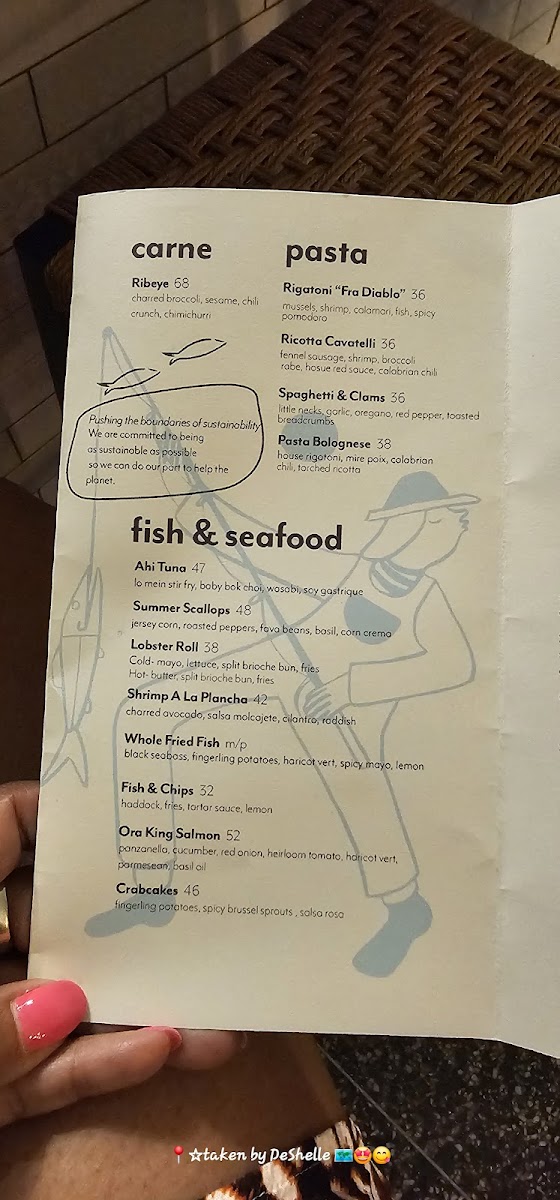 carne
Ribeye 68
charred broccoli, sesame, chili
crunch, chimichurri
Pushing the boundaries of sustainability
We are committed to being
as sustainable as possible
so we can do our part to help the
planet.
pasta
Rigatoni “Fra Diablo” 36
mussels, shrimp, calamari, fish, spicy
pomodoro
Ricotta Cavatelli 36
fennel sausage, shrimp, broccoli
rabe, hosue red sauce, calabrian chili
Spaghetti & Clams 36
little necks, garlic, oregano, red pepper, toasted
breadcrumbs
Pasta Bolognese 38
house rigatoni, mire poix, calabrian
chili, torched ricotta
fish & seafood
Ahi Tuna 47
lo mein stir fry, baby bok choi, wasabi, soy gastrique
Summer Scallops 48
jersey corn, roasted peppers, fava beans, basil, corn crema
Lobster Roll 38
Cold- mayo, lettuce, split brioche bun, fries
Hot- butter, split brioche bun, fries
Shrimp A La Plancha 42
charred avocado, salsa molcajete, cilantro, raddish
Whole Fried Fish m/p
black seabass, fingerling potatoes, haricot vert, spicy mayo, lemon
Fish & Chips 32
haddock, fries, tartar sauce, lemon
Ora King Salmon 52
panzanella, cucumber, red onion, heirloom tomato, haricot vert,
parmesean, basil oil
Crabcakes 46
fingerling potatoes, spicy brussel sprouts , salsa rosa
📍☆taken by DeShelle 🗺️🤩😋